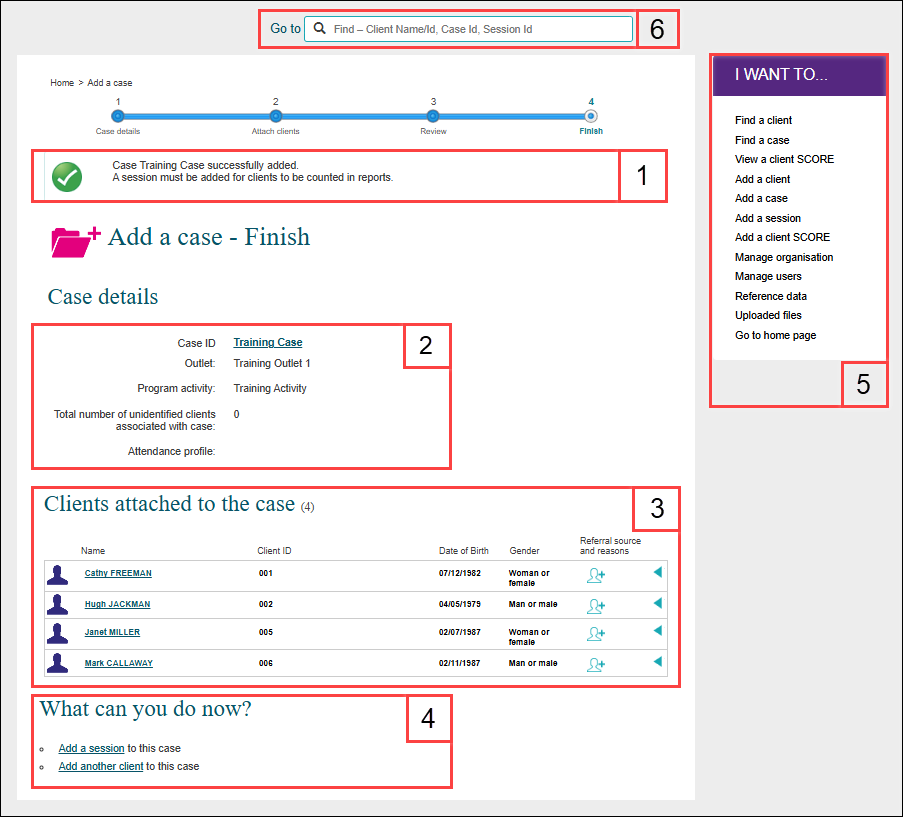 Go to Find – Client Name/Id, Case Id, Session Id 6
Home > Add a case
1 2 3 4
Case details Attach clients Review Finish
Case Training Case successfully added.
A session must be added for clients to be counted in reports.
1
Add a case - Finish
Case details
2
Case ID Training Case
Outlet: Training Outlet 1
Program activity: Training Activity
Total number of unidentified clients 0
associated with case:
Attendance profile:
Clients attached to the case (4)
3
Name Client ID Date of Birth Gender Referral source
and reasons
Cathy FREEMAN 001 07/12/1982 Woman or
female
Hugh JACKMAN 002 04/05/1979 Man or male
Janet MILLER 005 02/07/1987 Woman or
female
Mark CALLAWAY 006 02/11/1987 Man or male
What can you do now?
4
Add a session to this case
Add another client to this case
I WANT TO...
Find a client
Find a case
View a client SCORE
Add a client
Add a case
Add a session
Add a client SCORE
Manage organisation
Manage users
Reference data
Uploaded files
Go to home page
5